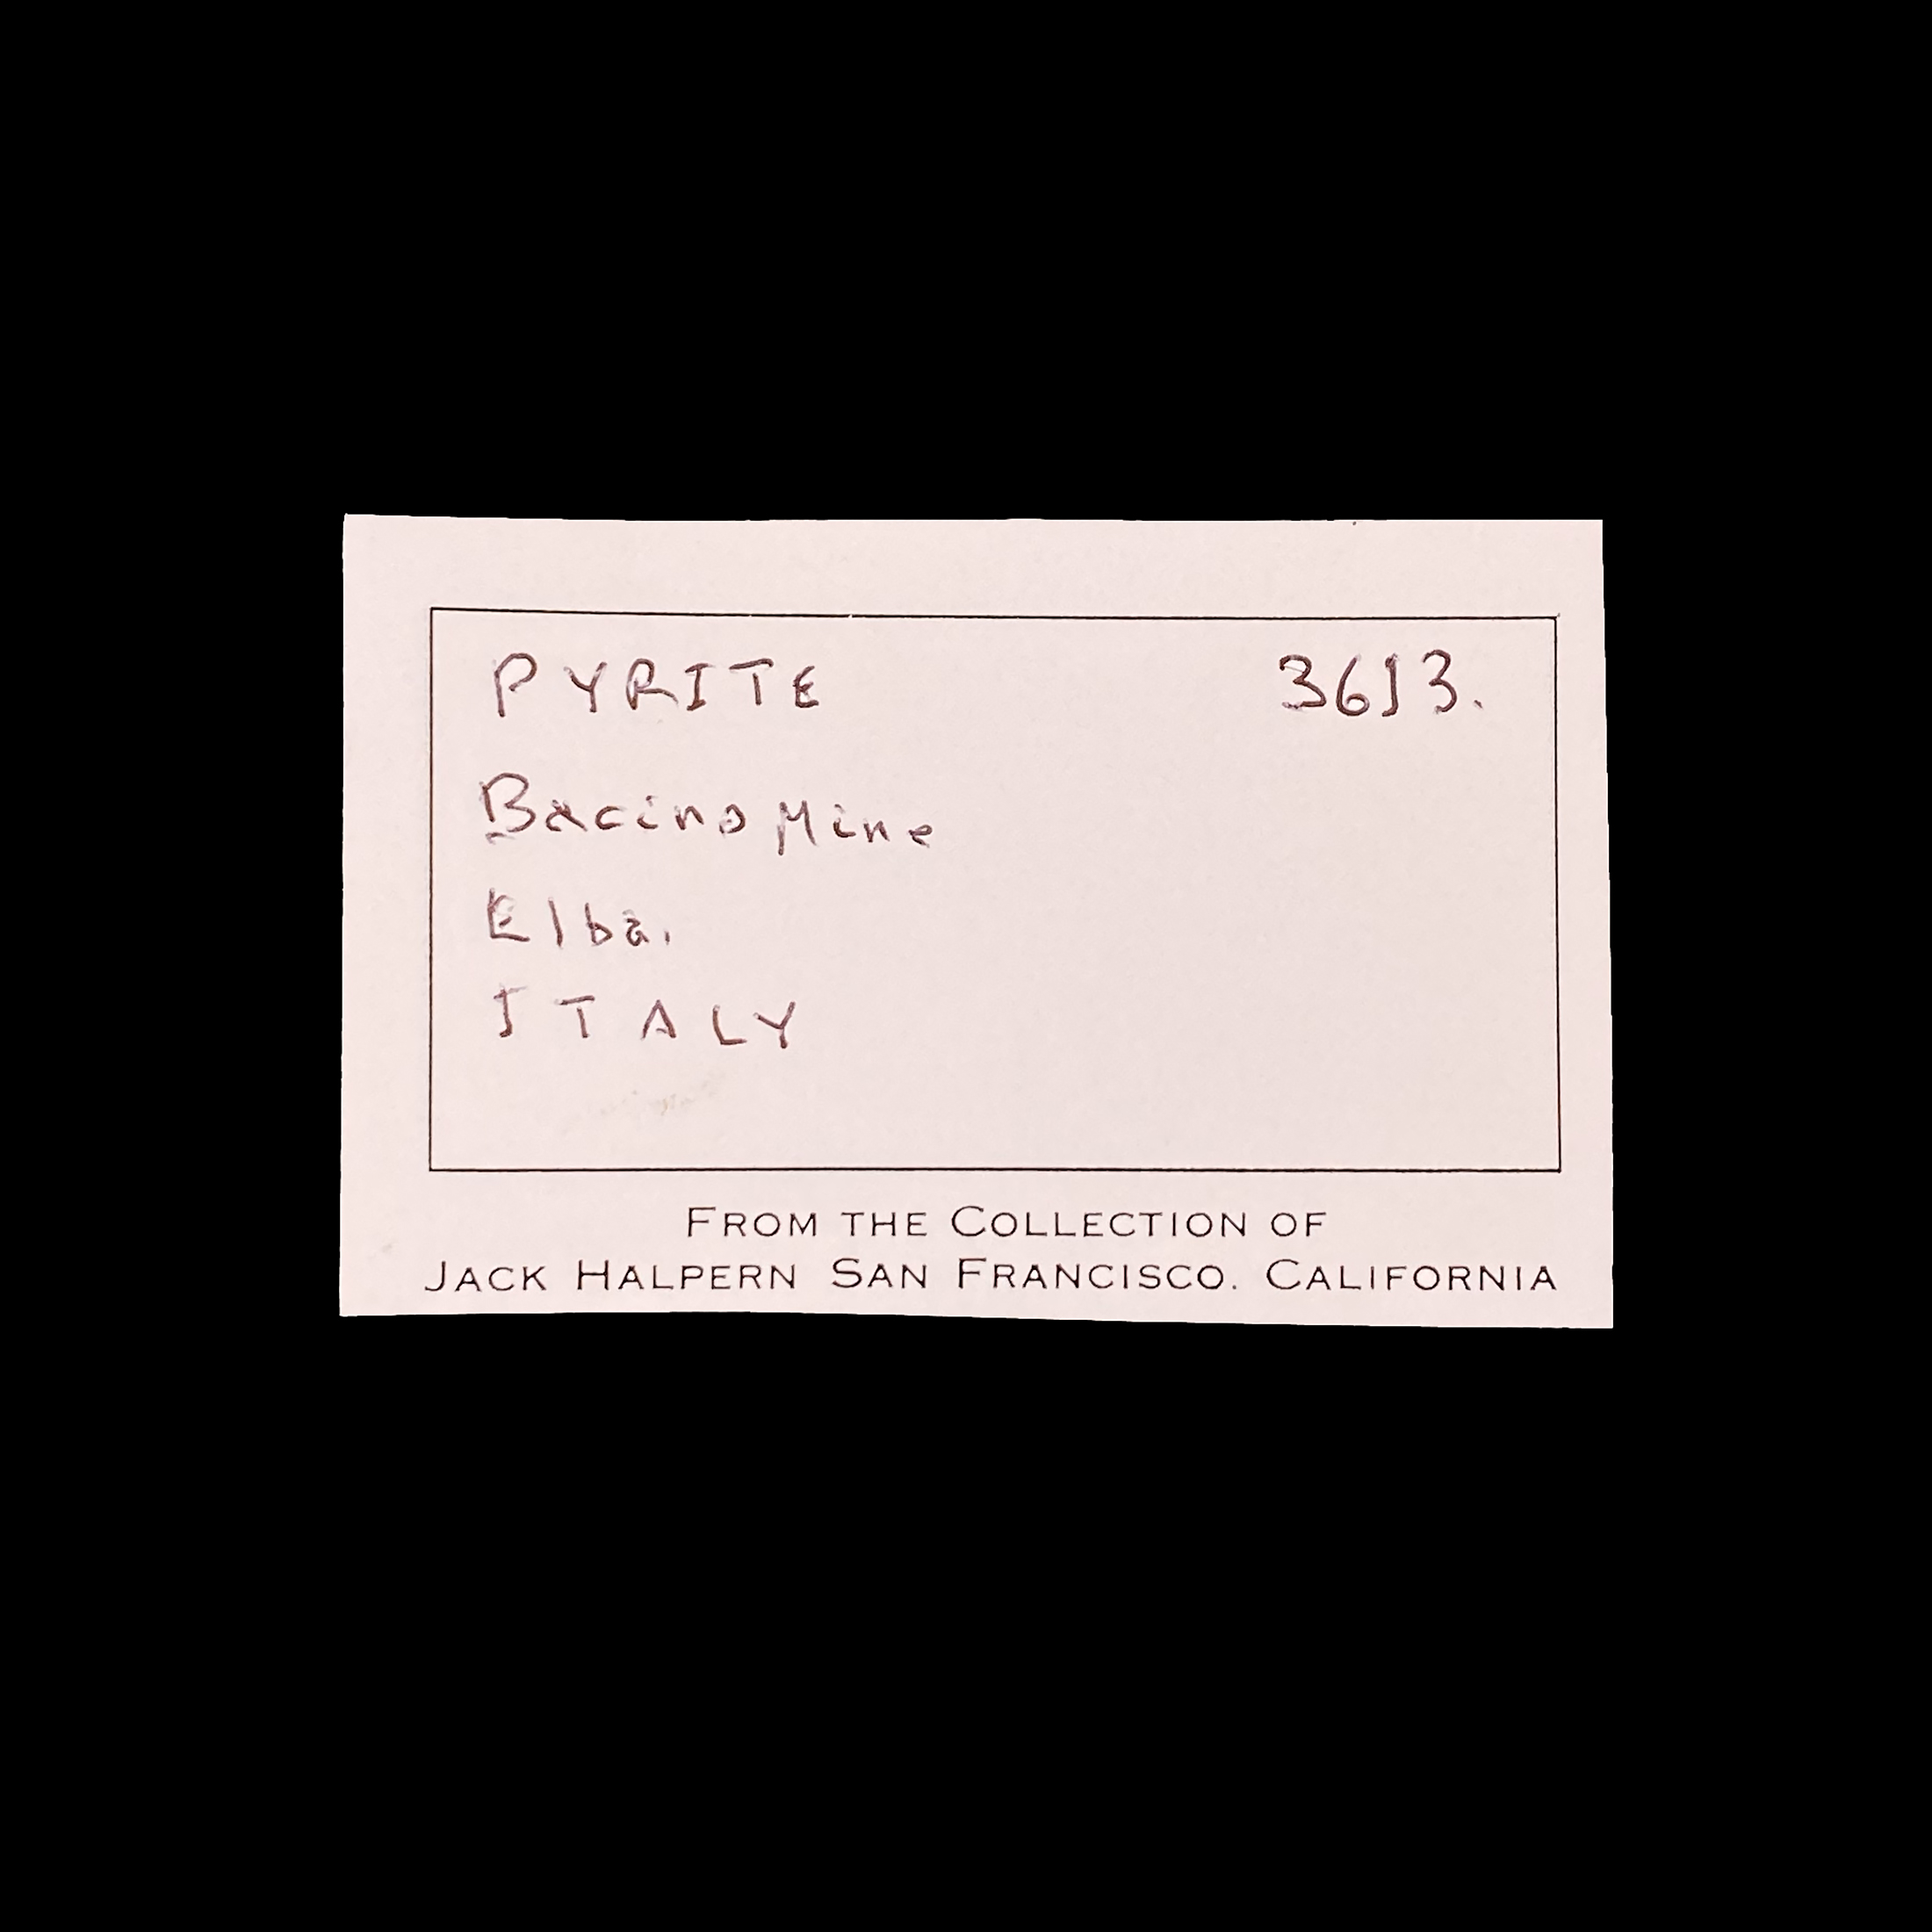 PYRITE 3613.
Bacino Mine
Elba.
ITALY
FROM THE COLLECTION OF
JACK HALPERN SAN FRANCISCO. CALIFORNIA